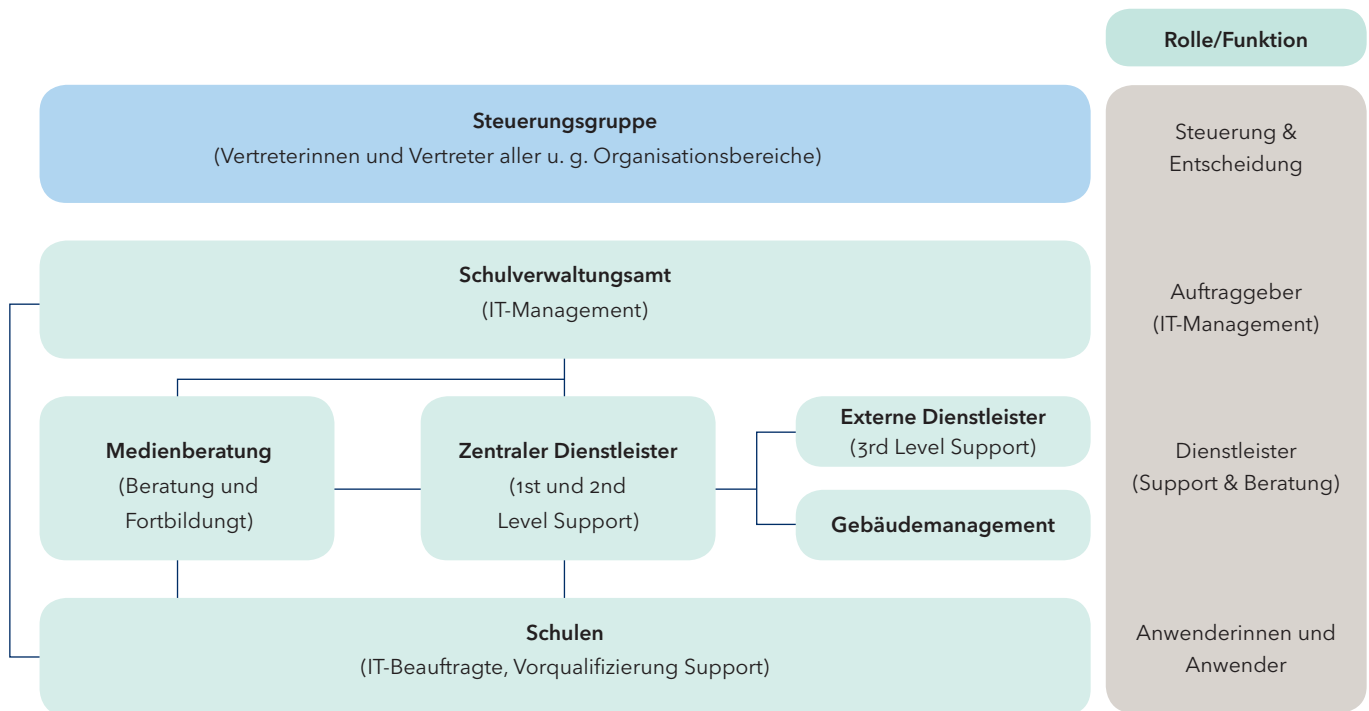 Rolle/Funktion
Steuerungsgruppe
(Vertreterinnen und Vertreter aller u. g. Organisationsbereiche)
Steuerung &
Entscheidung
Schulverwaltungsamt
(IT-Management)
Auftraggeber
(IT-Management)
Medienberatung
(Beratung und
Fortbildungt)
Zentraler Dienstleister
(1st und 2nd
Level Support)
Externe Dienstleister
(3rd Level Support)
Gebäudemanagement
Dienstleister
(Support & Beratung)
Schulen
(IT-Beauftragte, Vorqualifizierung Support)
Anwenderinnen und
Anwender